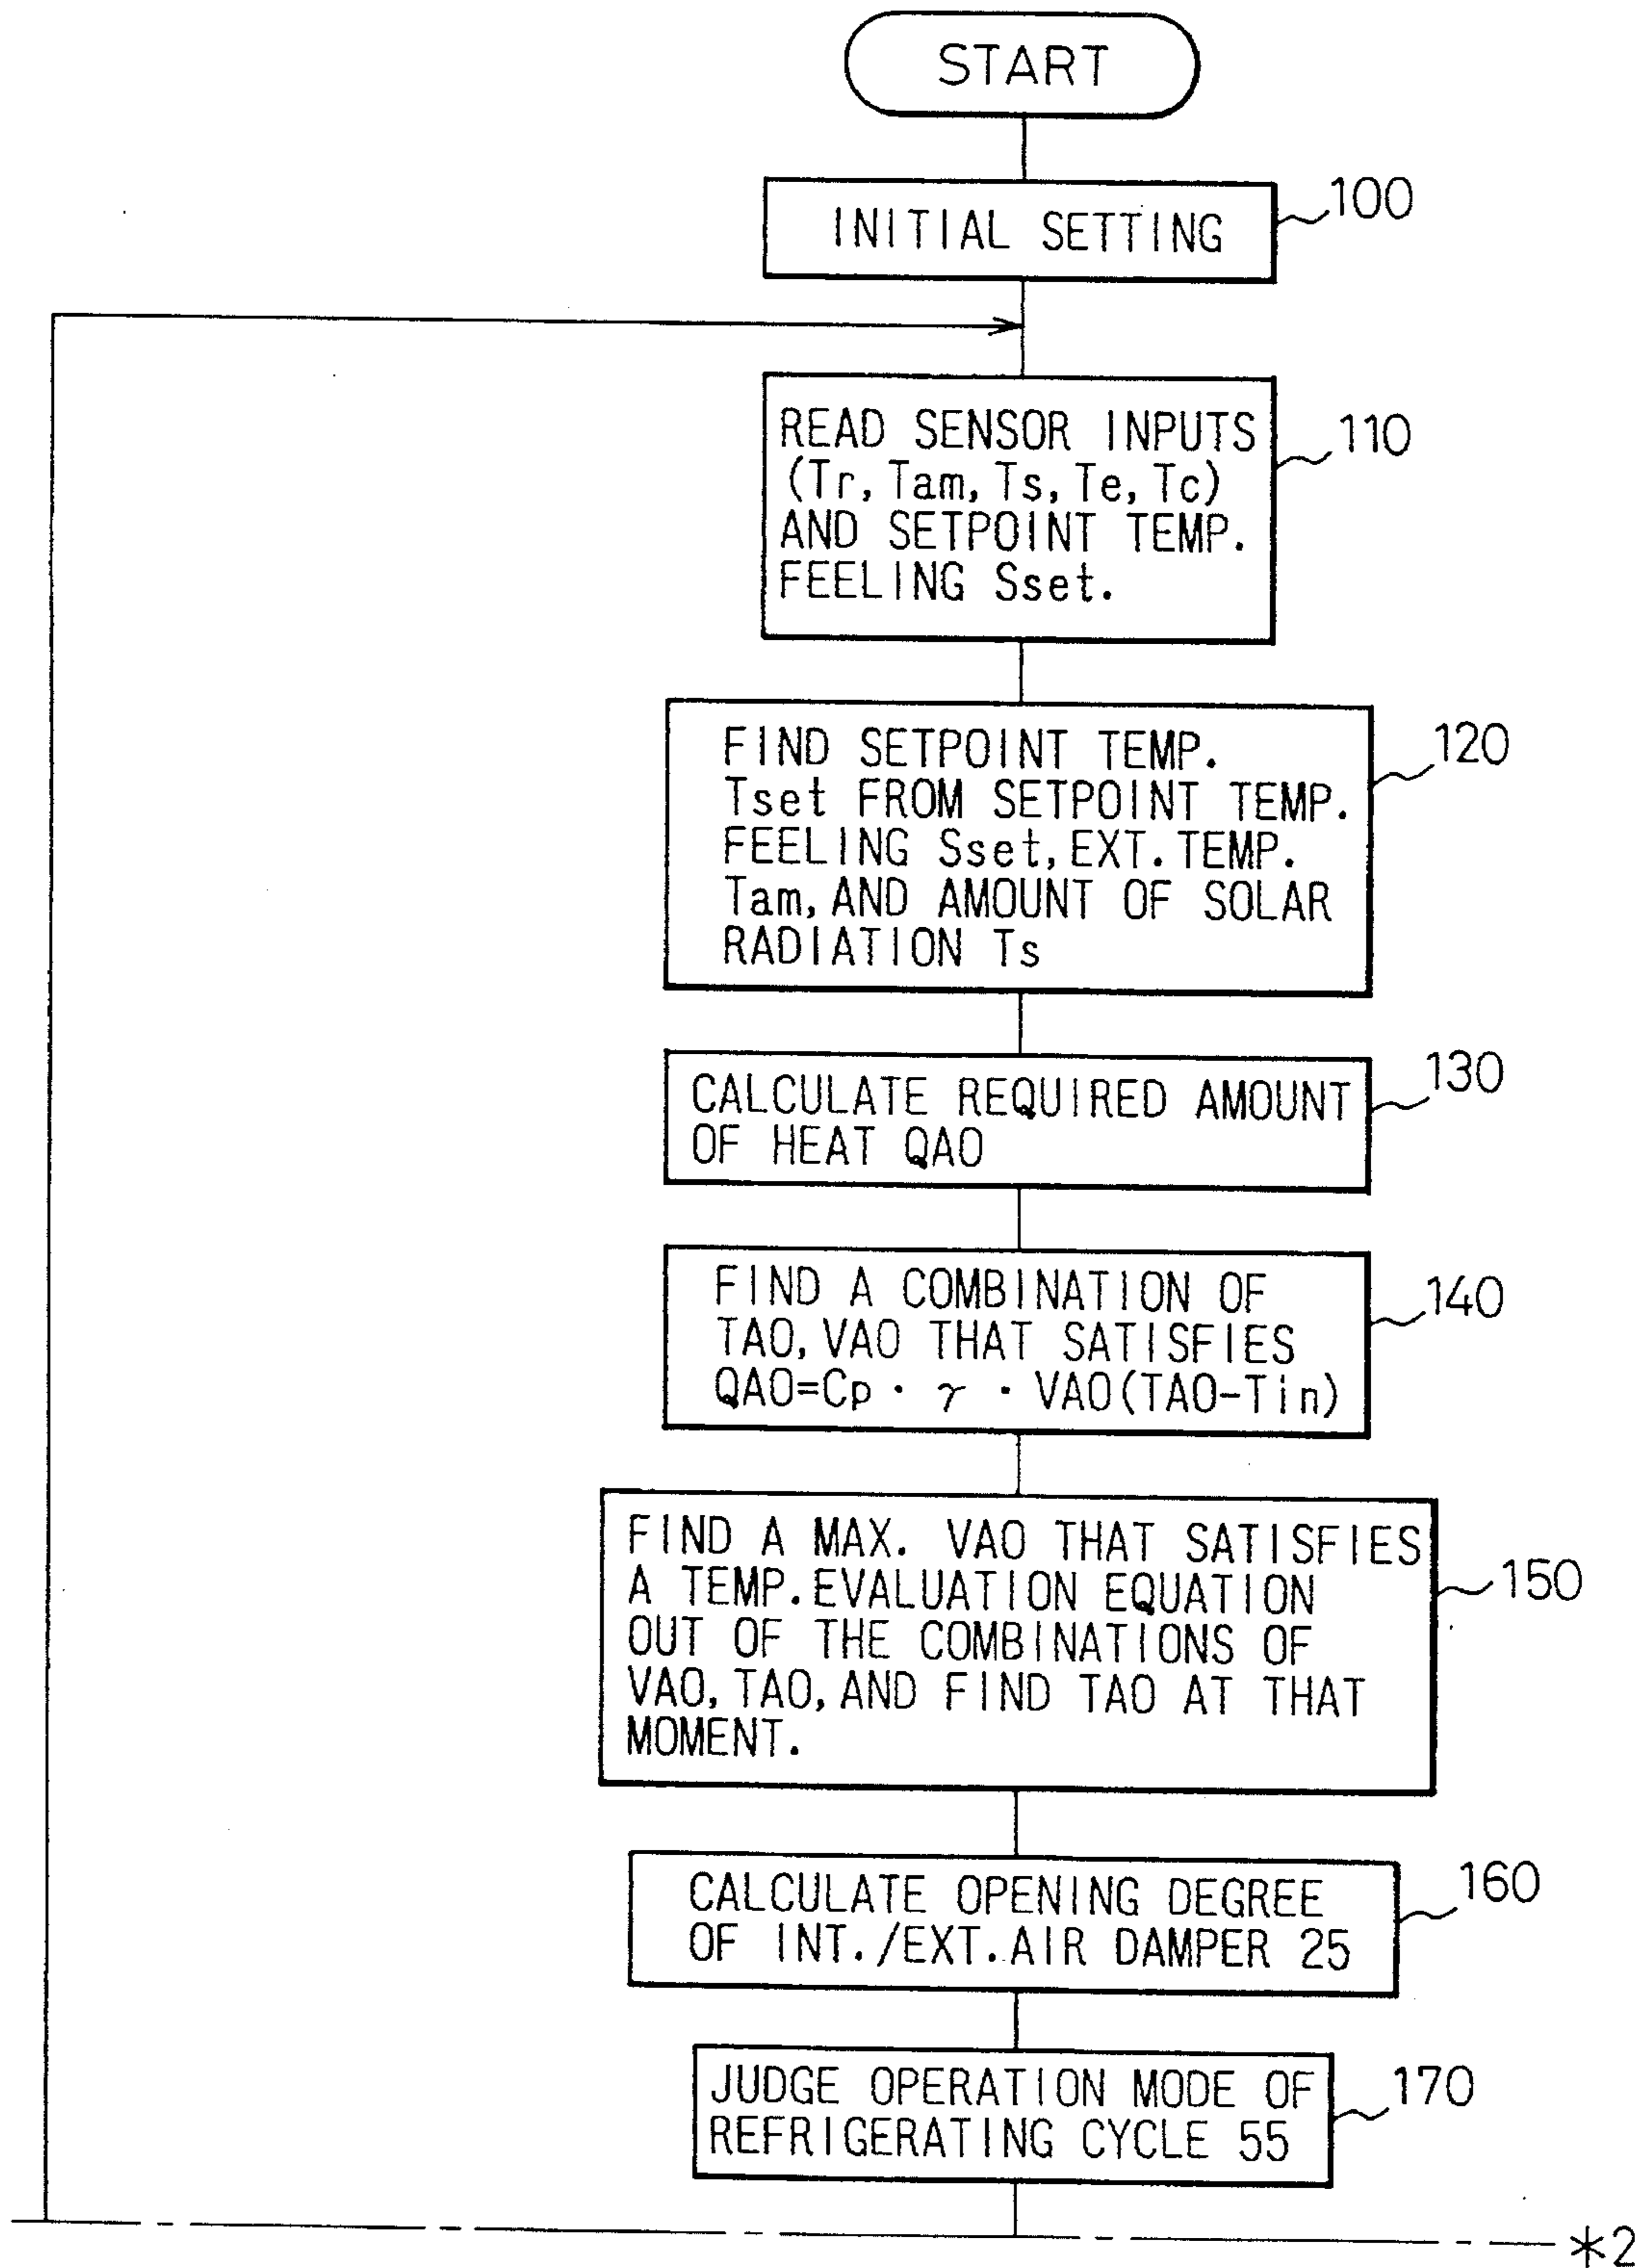 START
INITIAL SETTING
100
READ SENSOR INPUTS
(Tr, Tam, Ts, Te, Tc)
AND SETPOINT TEMP.
FEELING Sset.
110
FIND SETPOINT TEMP.
Tset FROM SETPOINT TEMP.
FEELING Sset, EXT. TEMP.
Tam, AND AMOUNT OF SOLAR
RADIATION Ts
120
CALCULATE REQUIRED AMOUNT
OF HEAT QAO
130
FIND A COMBINATION OF
TAO, VAO THAT SATISFIES
QAO=Cp · γ · VAO(TAO-Tin)
140
FIND A MAX. VAO THAT SATISFIES
A TEMP. EVALUATION EQUATION
OUT OF THE COMBINATIONS OF
VAO, TAO, AND FIND TAO AT THAT
MOMENT.
150
CALCULATE OPENING DEGREE
OF INT./EXT. AIR DAMPER 25
160
JUDGE OPERATION MODE OF
REFRIGERATING CYCLE 55
170
*2